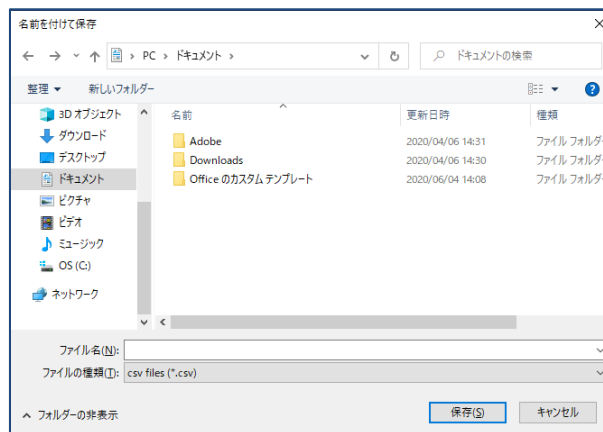 名前を付けて保存
PC › ドキュメント ›
ドキュメントの検索
整理
新しいフォルダー
3D オブジェクト
ダウンロード
デスクトップ
ドキュメント
ピクチャ
ビデオ
ミュージック
OS (C:)
ネットワーク
名前 更新日時 種類
Adobe 2020/04/06 14:31 ファイル フォルダ
Downloads 2020/04/06 14:30 ファイル フォルダ
Office のカスタム テンプレート 2020/06/04 14:08 ファイル フォルダ
ファイル名(N):
ファイルの種類(T): csv files (*.csv)
フォルダーの非表示
保存(S)
キャンセル